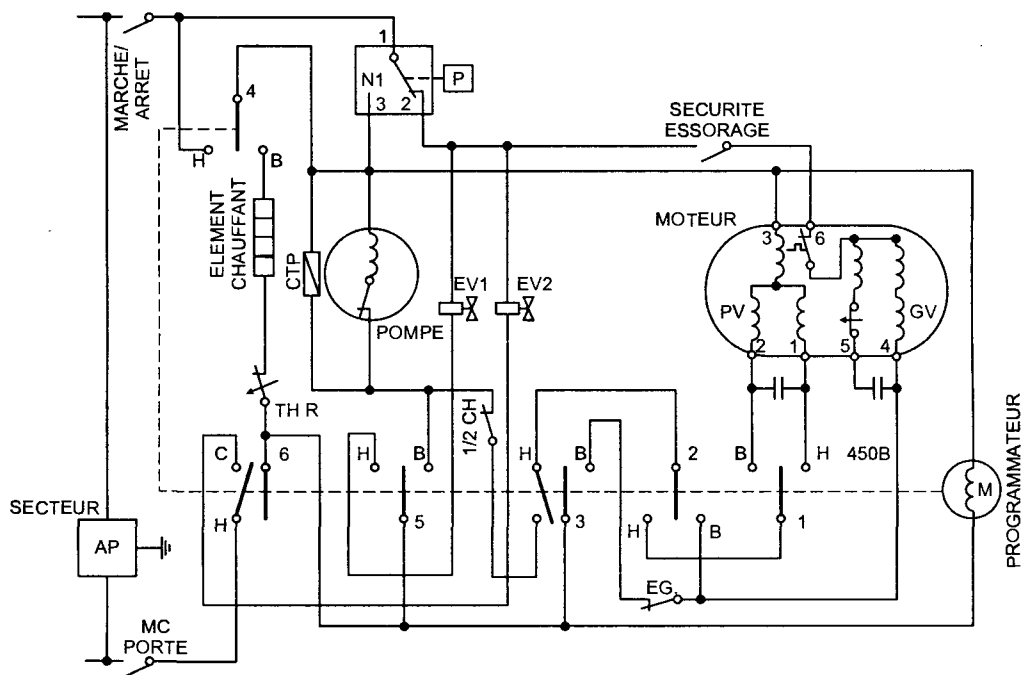 MARCHE/
ARRET
1
N1
P
3 2
4
H
B
SECURITE
ESSORAGE
ELEMENT
CHAUFFANT
CTP
POMPE
EV1
EV2
MOTEUR
3
6
PV
GV
2
1
5
4
TH R
1/2 CH
C
6
H
B
H
B
2
B
H
450B
M
PROGRAMMATEUR
H
5
3
H
B
1
SECTEUR
AP
EG.
MC
PORTE